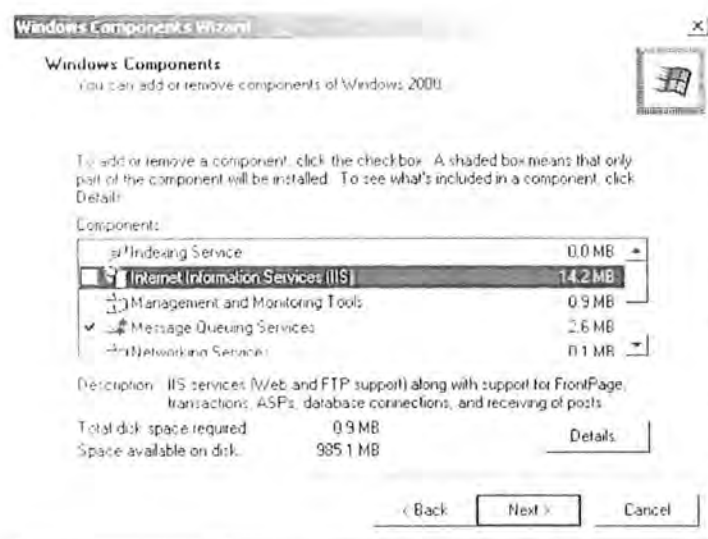 Windows Components Wizard
Windows Components
You can add or remove components of Windows 2000.
To add or remove a component, click the checkbox. A shaded box means that only
part of the component will be installed. To see what's included in a component, click
Details.
Components:
Indexing Service 0.0 MB
Internet Information Services (IIS) 14.2 MB
Management and Monitoring Tools 0.9 MB
Message Queuing Services 2.6 MB
Networking Services 0.1 MB
Description: IIS services (Web and FTP support) along with support for FrontPage,
transactions, ASPs, database connections, and receiving of posts.
Total disk space required: 0.9 MB
Space available on disk: 985.1 MB
Details...
< Back Next > Cancel